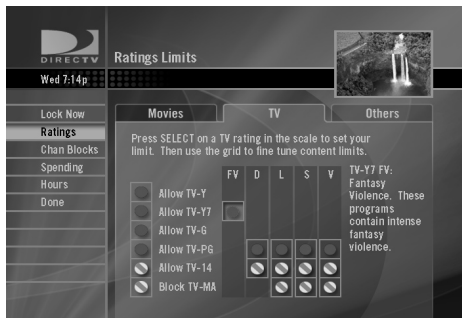 DIRECTV
Ratings Limits
Wed 7:14p
Lock Now
Ratings
Chan Blocks
Spending
Hours
Done
Movies
TV
Others
Press SELECT on a TV rating in the scale to set your
limit. Then use the grid to fine tune content limits.
FV D L S V
Allow TV-Y
Allow TV-Y7
Allow TV-G
Allow TV-PG
Allow TV-14
Block TV-MA
TV-Y7 FV:
Fantasy
Violence. These
programs
contain intense
fantasy
violence.